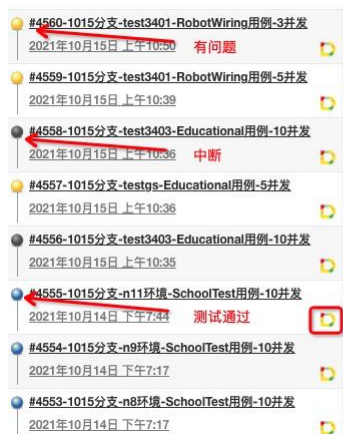 #4560-1015分支-test3401-RobotWiring用例-3并发
2021年10月15日 上午10:50 有问题
#4559-1015分支-test3401-RobotWiring用例-5并发
2021年10月15日 上午10:39
#4558-1015分支-test3403-Educational用例-10并发
2021年10月15日 上午10:36 中断
#4557-1015分支-testgs-Educational用例-5并发
2021年10月15日 上午10:36
#4556-1015分支-test3403-Educational用例-10并发
2021年10月15日 上午10:35
#4555-1015分支-n11环境-SchoolTest用例-10并发
2021年10月14日 下午7:44 测试通过
#4554-1015分支-n9环境-SchoolTest用例-10并发
2021年10月14日 下午7:17
#4553-1015分支-n8环境-SchoolTest用例-10并发
2021年10月14日 下午7:17